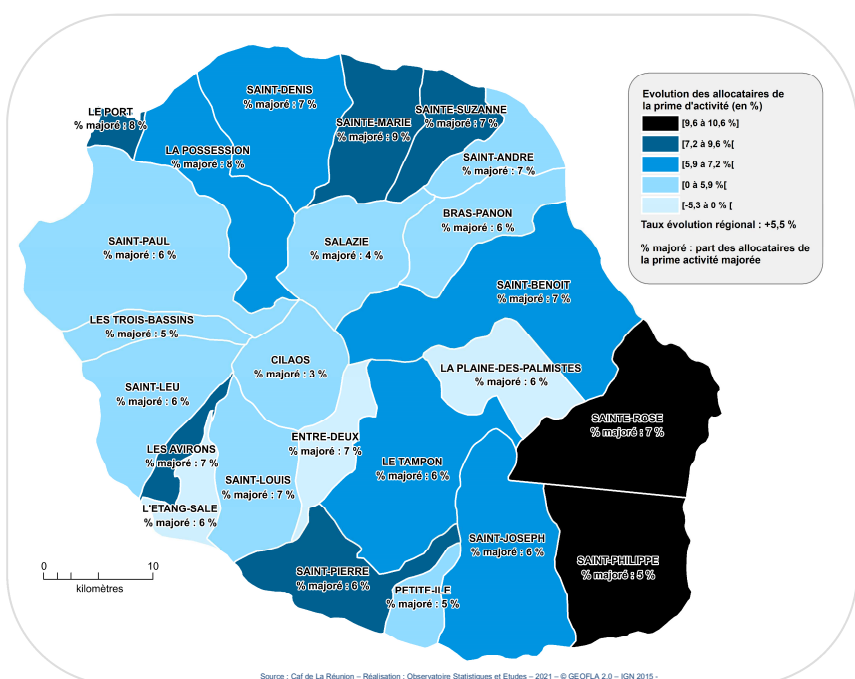 SAINT-DENIS
% majoré : 7 %
LE PORT
% majoré : 8 %
SAINTE-MARIE
% majoré : 9 %
SAINTE-SUZANNE
% majoré : 7 %
LA POSSESSION
% majoré : 8 %
SAINT-ANDRE
% majoré : 7 %
BRAS-PANON
% majoré : 6 %
SAINT-PAUL
% majoré : 6 %
SALAZIE
% majoré : 4 %
SAINT-BENOIT
% majoré : 7 %
LES TROIS-BASSINS
% majoré : 5 %
CILAOS
% majoré : 3 %
LA PLAINE-DES-PALMISTES
% majoré : 6 %
SAINT-LEU
% majoré : 6 %
SAINTE-ROSE
% majoré : 7 %
ENTRE-DEUX
% majoré : 7 %
LES AVIRONS
% majoré : 7 %
LE TAMPON
% majoré : 6 %
SAINT-LOUIS
% majoré : 7 %
L'ETANG-SALE
% majoré : 6 %
SAINT-JOSEPH
% majoré : 6 %
SAINT-PHILIPPE
% majoré : 5 %
SAINT-PIERRE
% majoré : 6 %
PETITE-ILE
% majoré : 5 %
Evolution des allocataires de
la prime d'activité (en %)
[9,6 à 10,6 %]
[7,2 à 9,6 %[
[5,9 à 7,2 %[
[0 à 5,9 %[
[-5,3 à 0 % [
Taux évolution régional : +5,5 %
% majoré : part des allocataires de
la prime activité majorée
0 10
kilomètres
Source : Caf de La Réunion – Réalisation : Observatoire Statistiques et Etudes – 2021 – © GEOFLA 2.0 – IGN 2015 -